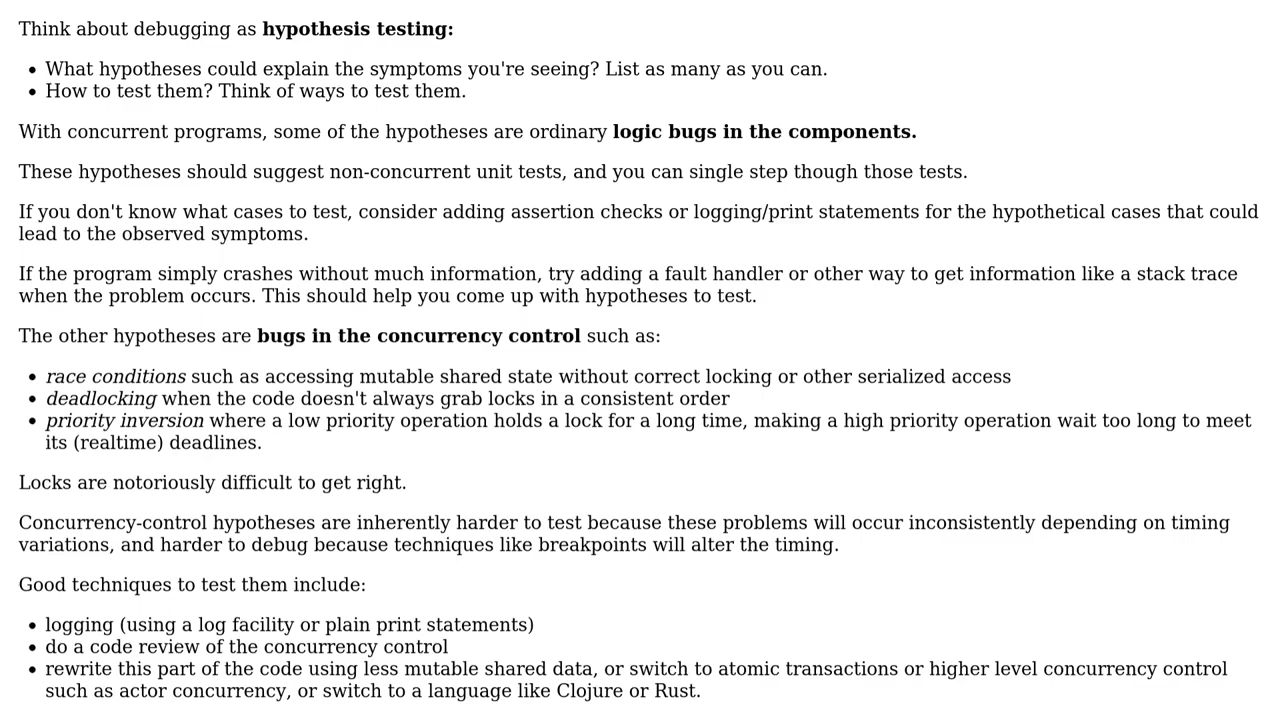 Think about debugging as hypothesis testing:
• What hypotheses could explain the symptoms you're seeing? List as many as you can.
• How to test them? Think of ways to test them.
With concurrent programs, some of the hypotheses are ordinary logic bugs in the components.
These hypotheses should suggest non-concurrent unit tests, and you can single step though those tests.
If you don't know what cases to test, consider adding assertion checks or logging/print statements for the hypothetical cases that could
lead to the observed symptoms.
If the program simply crashes without much information, try adding a fault handler or other way to get information like a stack trace
when the problem occurs. This should help you come up with hypotheses to test.
The other hypotheses are bugs in the concurrency control such as:
• race conditions such as accessing mutable shared state without correct locking or other serialized access
• deadlocking when the code doesn't always grab locks in a consistent order
• priority inversion where a low priority operation holds a lock for a long time, making a high priority operation wait too long to meet
its (realtime) deadlines.
Locks are notoriously difficult to get right.
Concurrency-control hypotheses are inherently harder to test because these problems will occur inconsistently depending on timing
variations, and harder to debug because techniques like breakpoints will alter the timing.
Good techniques to test them include:
• logging (using a log facility or plain print statements)
• do a code review of the concurrency control
• rewrite this part of the code using less mutable shared data, or switch to atomic transactions or higher level concurrency control
such as actor concurrency, or switch to a language like Clojure or Rust.